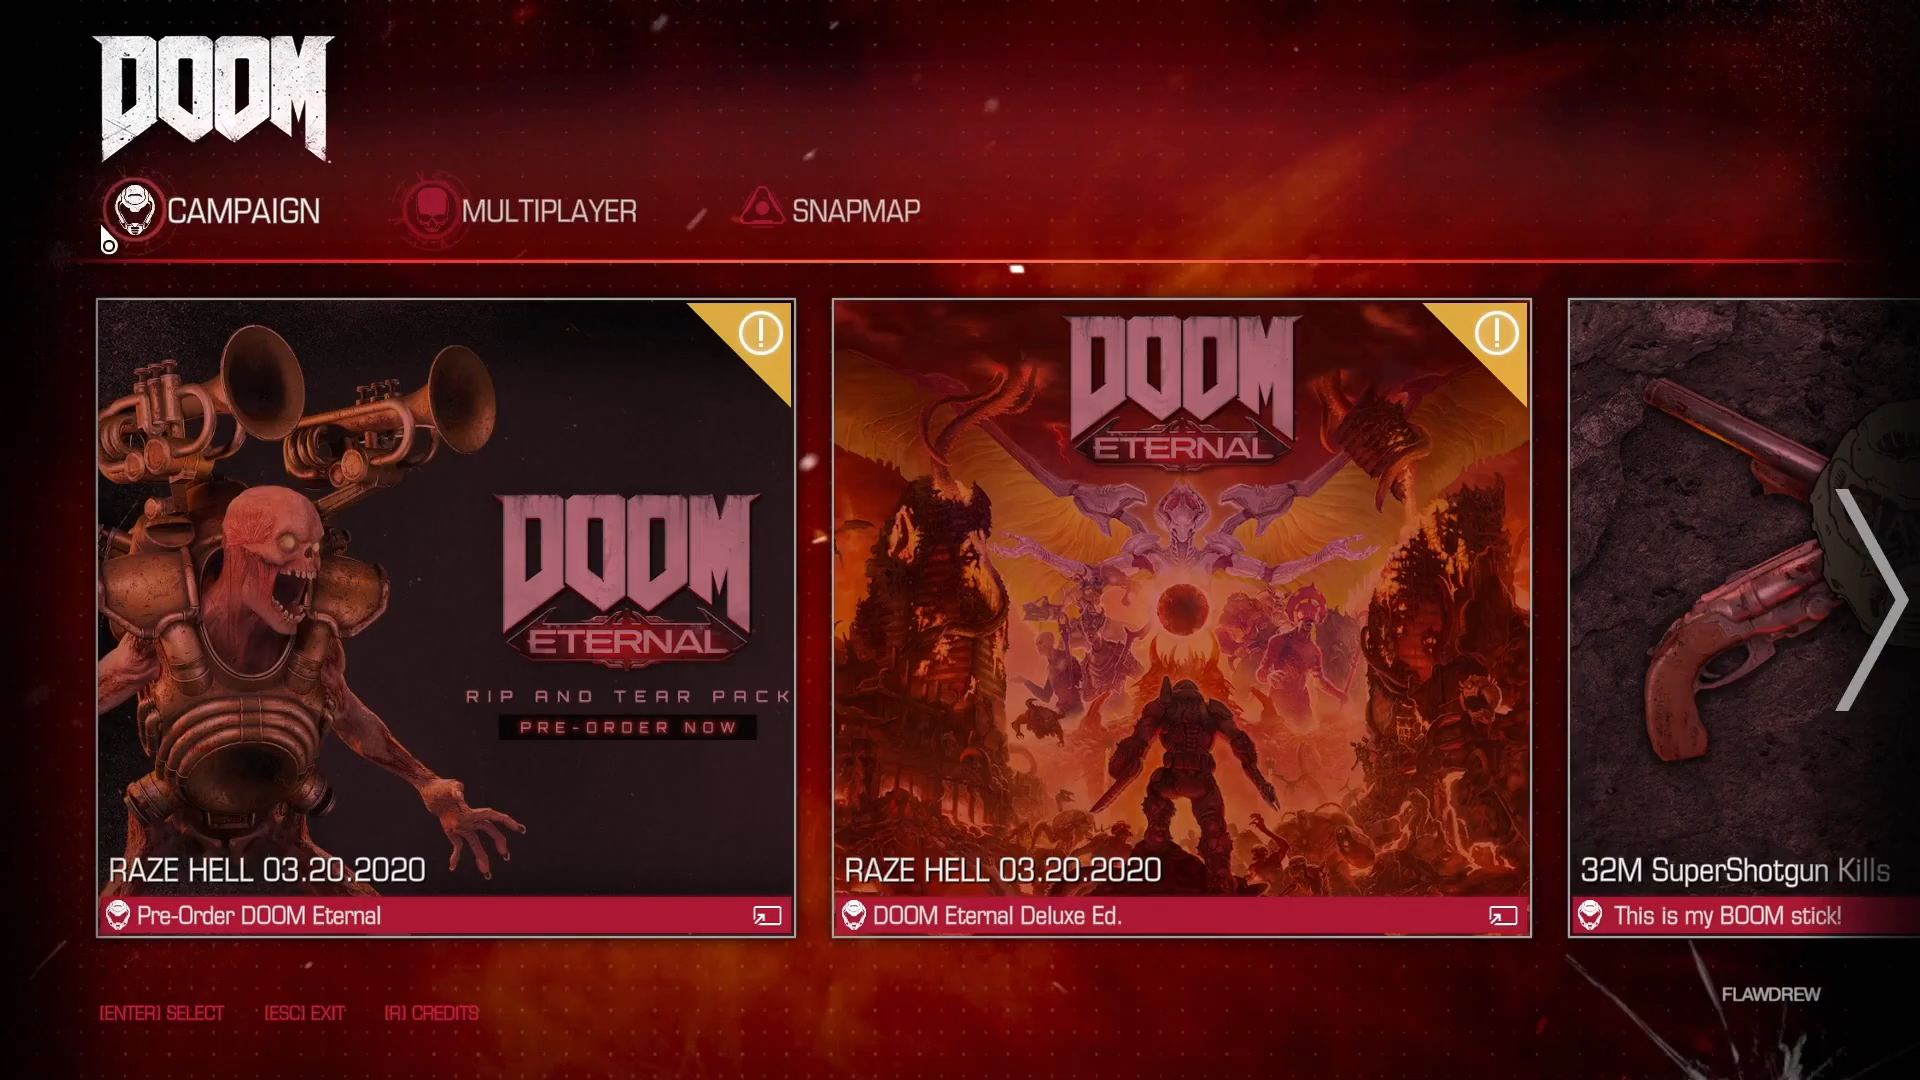 DOOM
CAMPAIGN
MULTIPLAYER
SNAPMAP
DOOM
ETERNAL
RIP AND TEAR PACK
PRE-ORDER NOW
RAZE HELL 03.20.2020
Pre-Order DOOM Eternal
DOOM
ETERNAL
RAZE HELL 03.20.2020
DOOM Eternal Deluxe Ed.
32M SuperShotgun Kills
This is my BOOM stick!
FLAWDREW
[ENTER] SELECT [ESC] EXIT [R] CREDITS